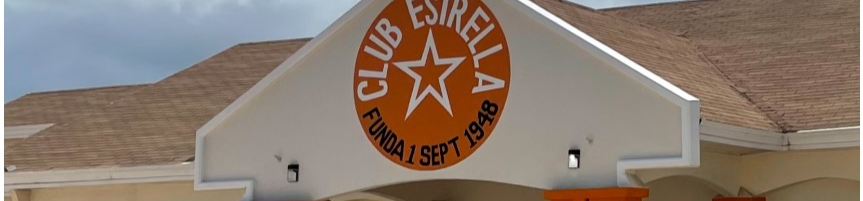 CLUB ESTRELLA
FUNDA 1 SEPT 1948